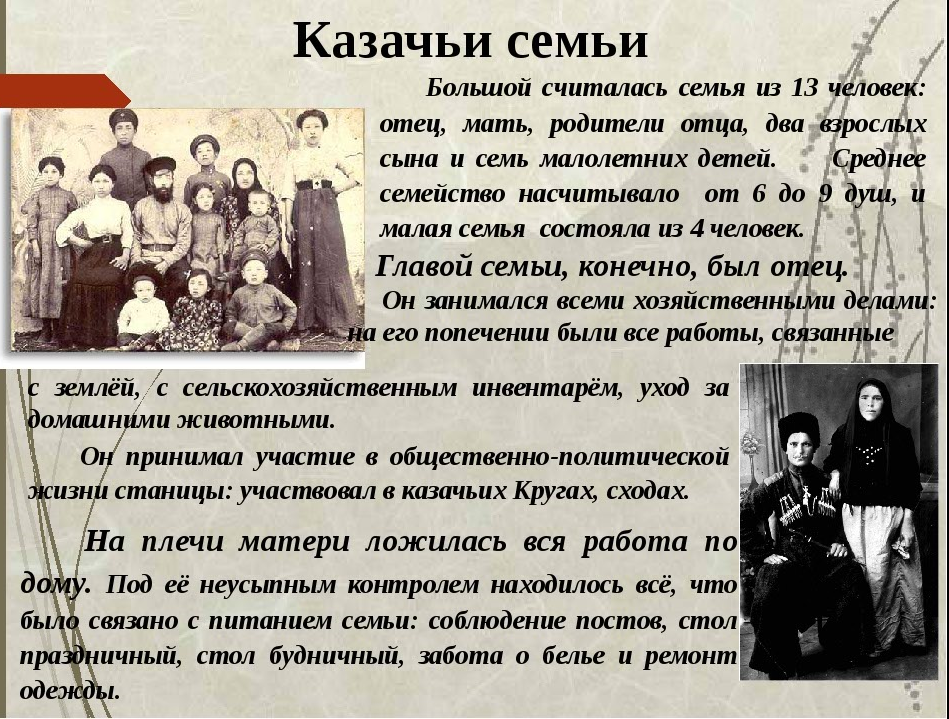 Казачьи семьи
Большой считалась семья из 13 человек:
отец, мать, родители отца, два взрослых
сына и семь малолетних детей. Среднее
семейство насчитывало от 6 до 9 душ, и
малая семья состояла из 4 человек.
Главой семьи, конечно, был отец.
Он занимался всеми хозяйственными делами:
на его попечении были все работы, связанные
с землёй, с сельскохозяйственным инвентарём, уход за
домашними животными.
Он принимал участие в общественно-политической
жизни станицы: участвовал в казачьих Кругах, сходах.
На плечи матери ложилась вся работа по
дому. Под её неусыпным контролем находилось всё, что
было связано с питанием семьи: соблюдение постов, стол
праздничный, стол будничный, забота о белье и ремонт
одежды.